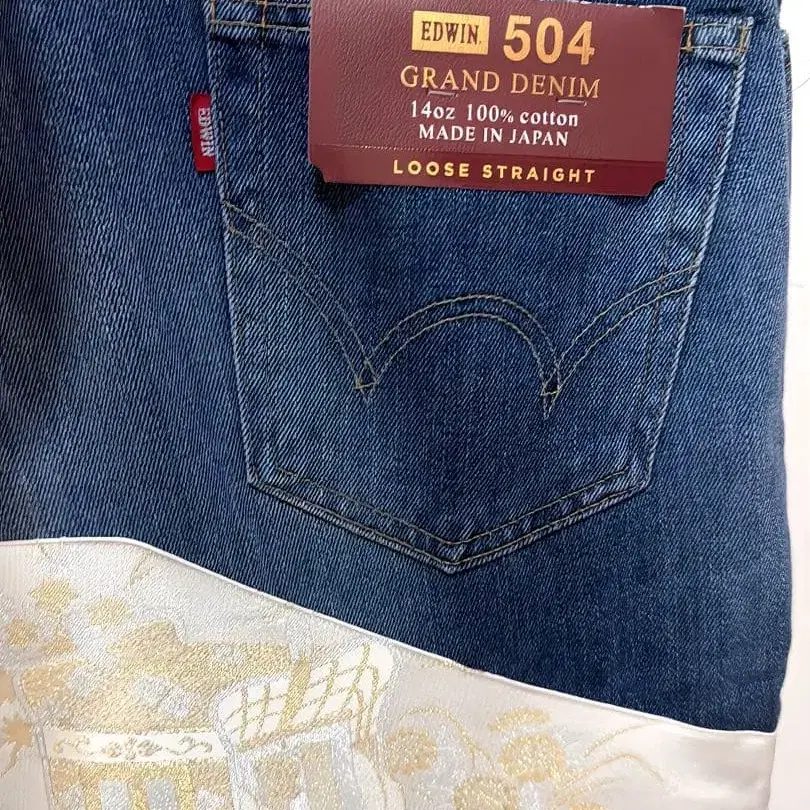 EDWIN 504
GRAND DENIM
14oz 100% cotton
MADE IN JAPAN
LOOSE STRAIGHT
EDWIN